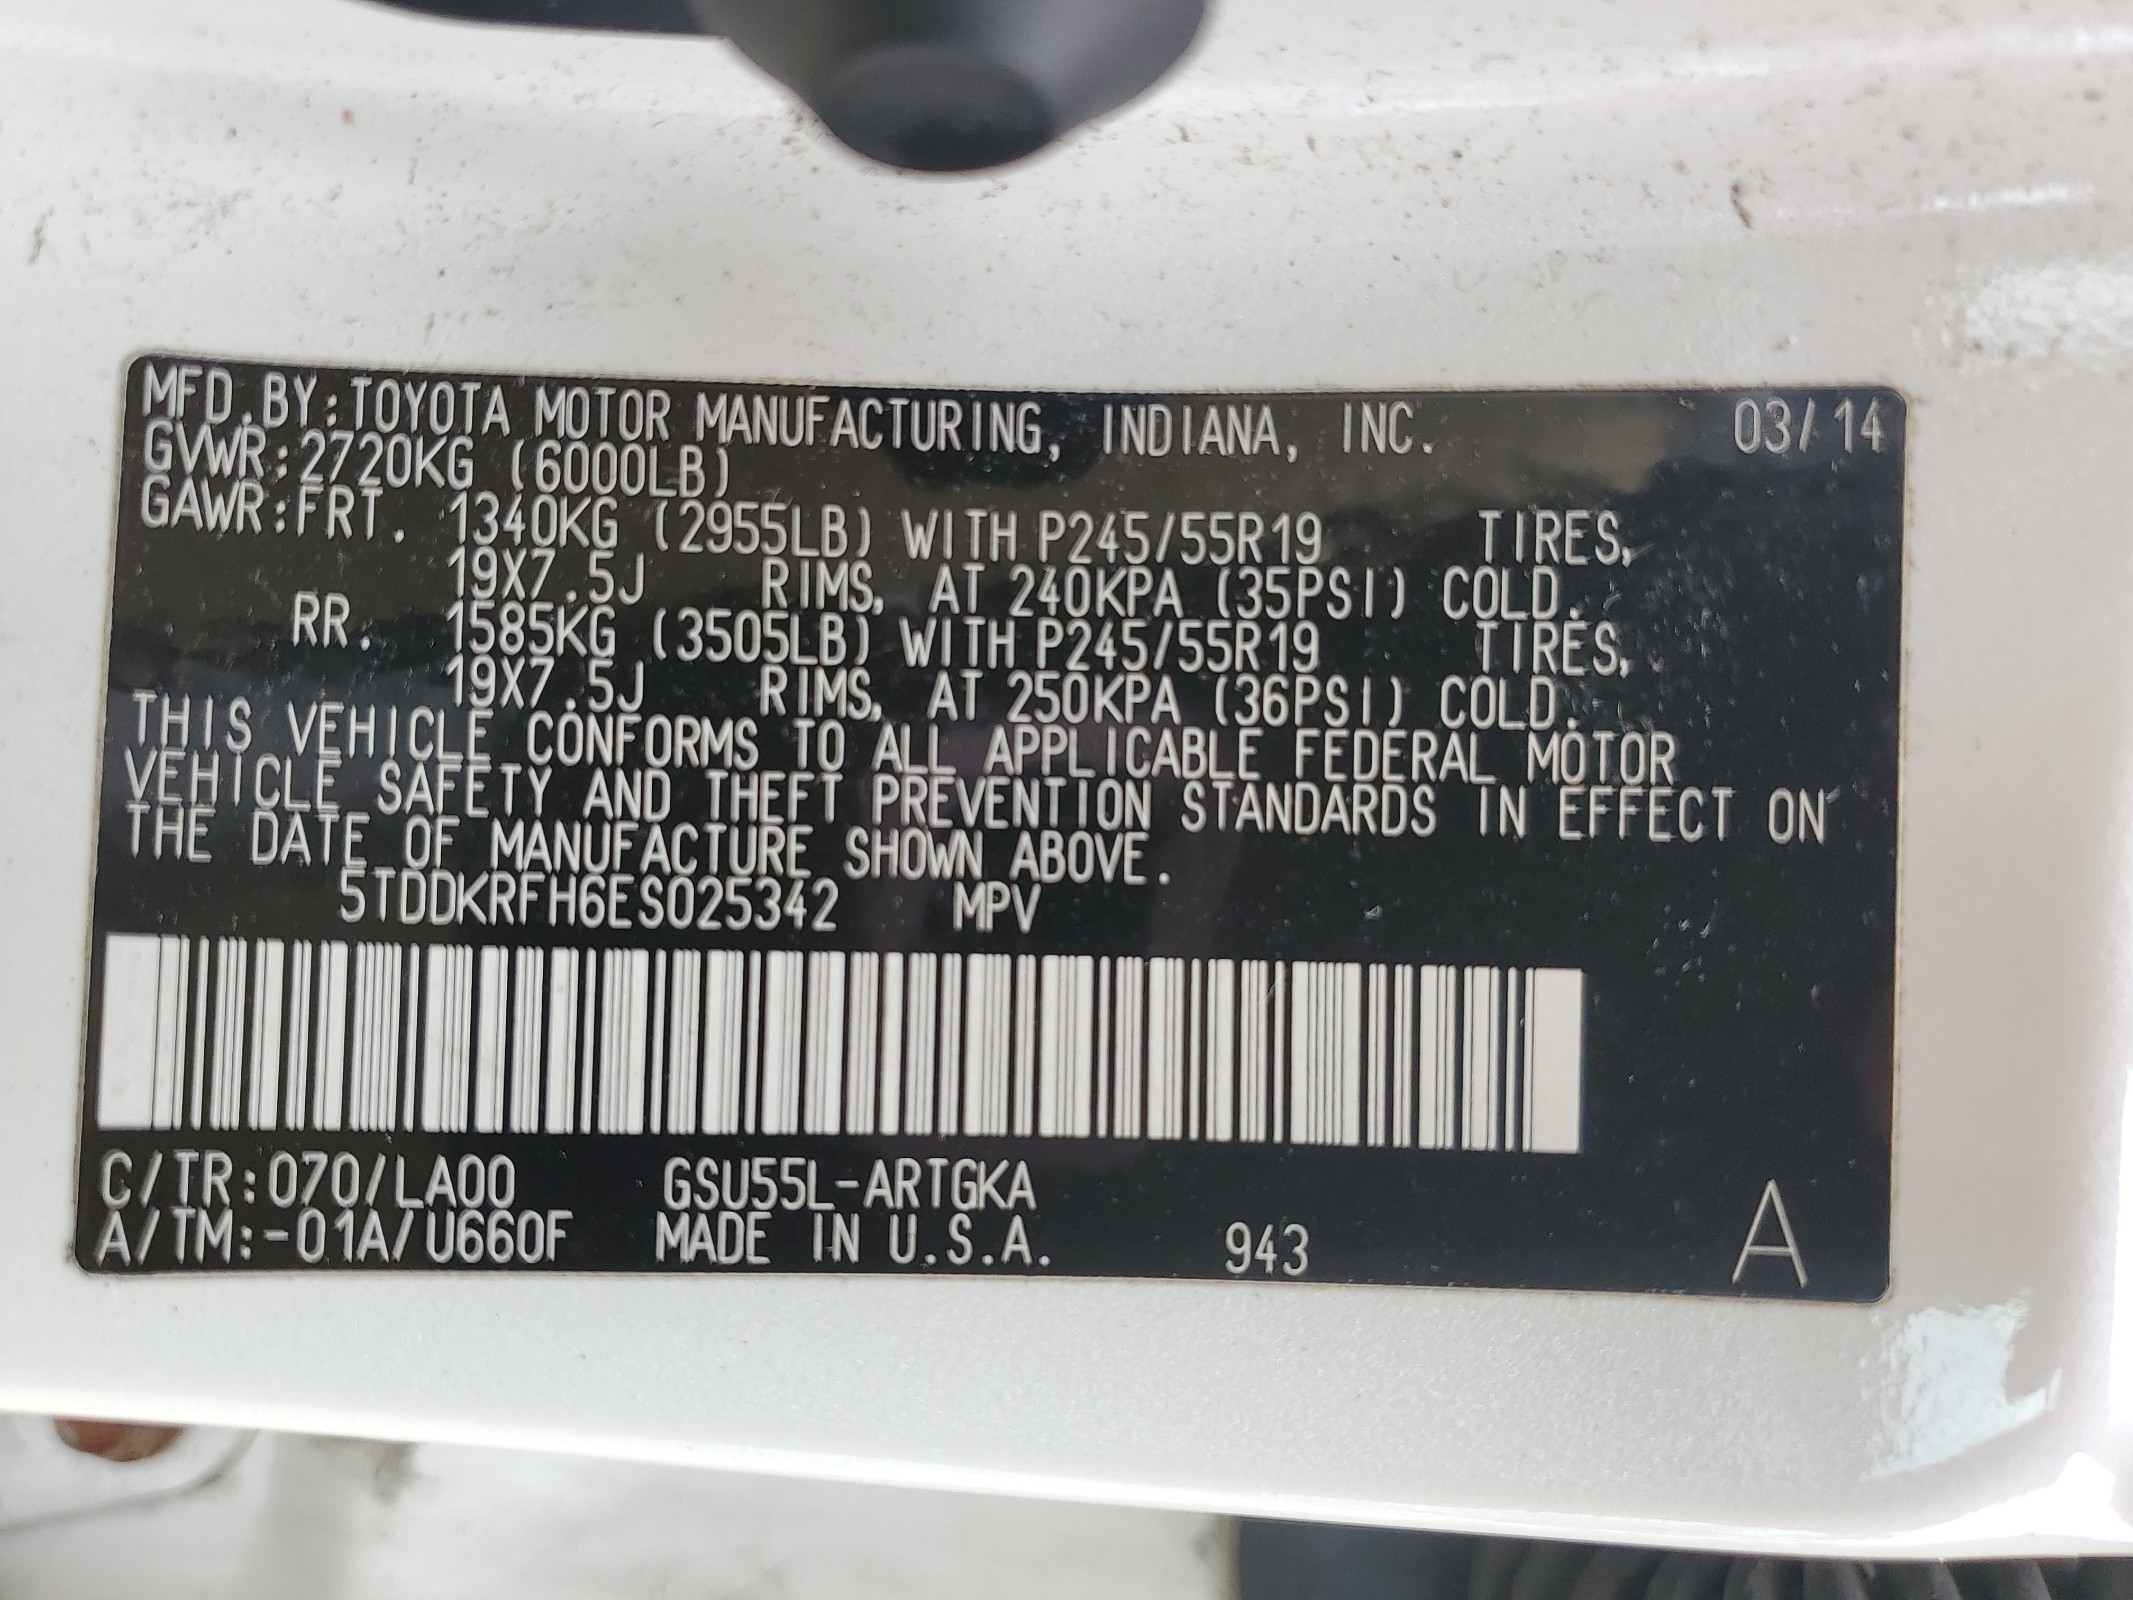 MFD.BY:TOYOTA MOTOR MANUFACTURING, INDIANA, INC. 03/14
GVWR:2720KG (6000LB)
GAWR:FRT. 1340KG (2955LB) WITH P245/55R19 TIRES,
19X7.5J RIMS, AT 240KPA (35PSI) COLD.
RR. 1585KG (3505LB) WITH P245/55R19 TIRES,
19X7.5J RIMS, AT 250KPA (36PSI) COLD.
THIS VEHICLE CONFORMS TO ALL APPLICABLE FEDERAL MOTOR
VEHICLE SAFETY AND THEFT PREVENTION STANDARDS IN EFFECT ON
THE DATE OF MANUFACTURE SHOWN ABOVE.
5TDDKRFH6ES025342 MPV
C/TR:070/LA00 GSU55L-ARTGKA
A/TM:-01A/U660F MADE IN U.S.A. 943 A